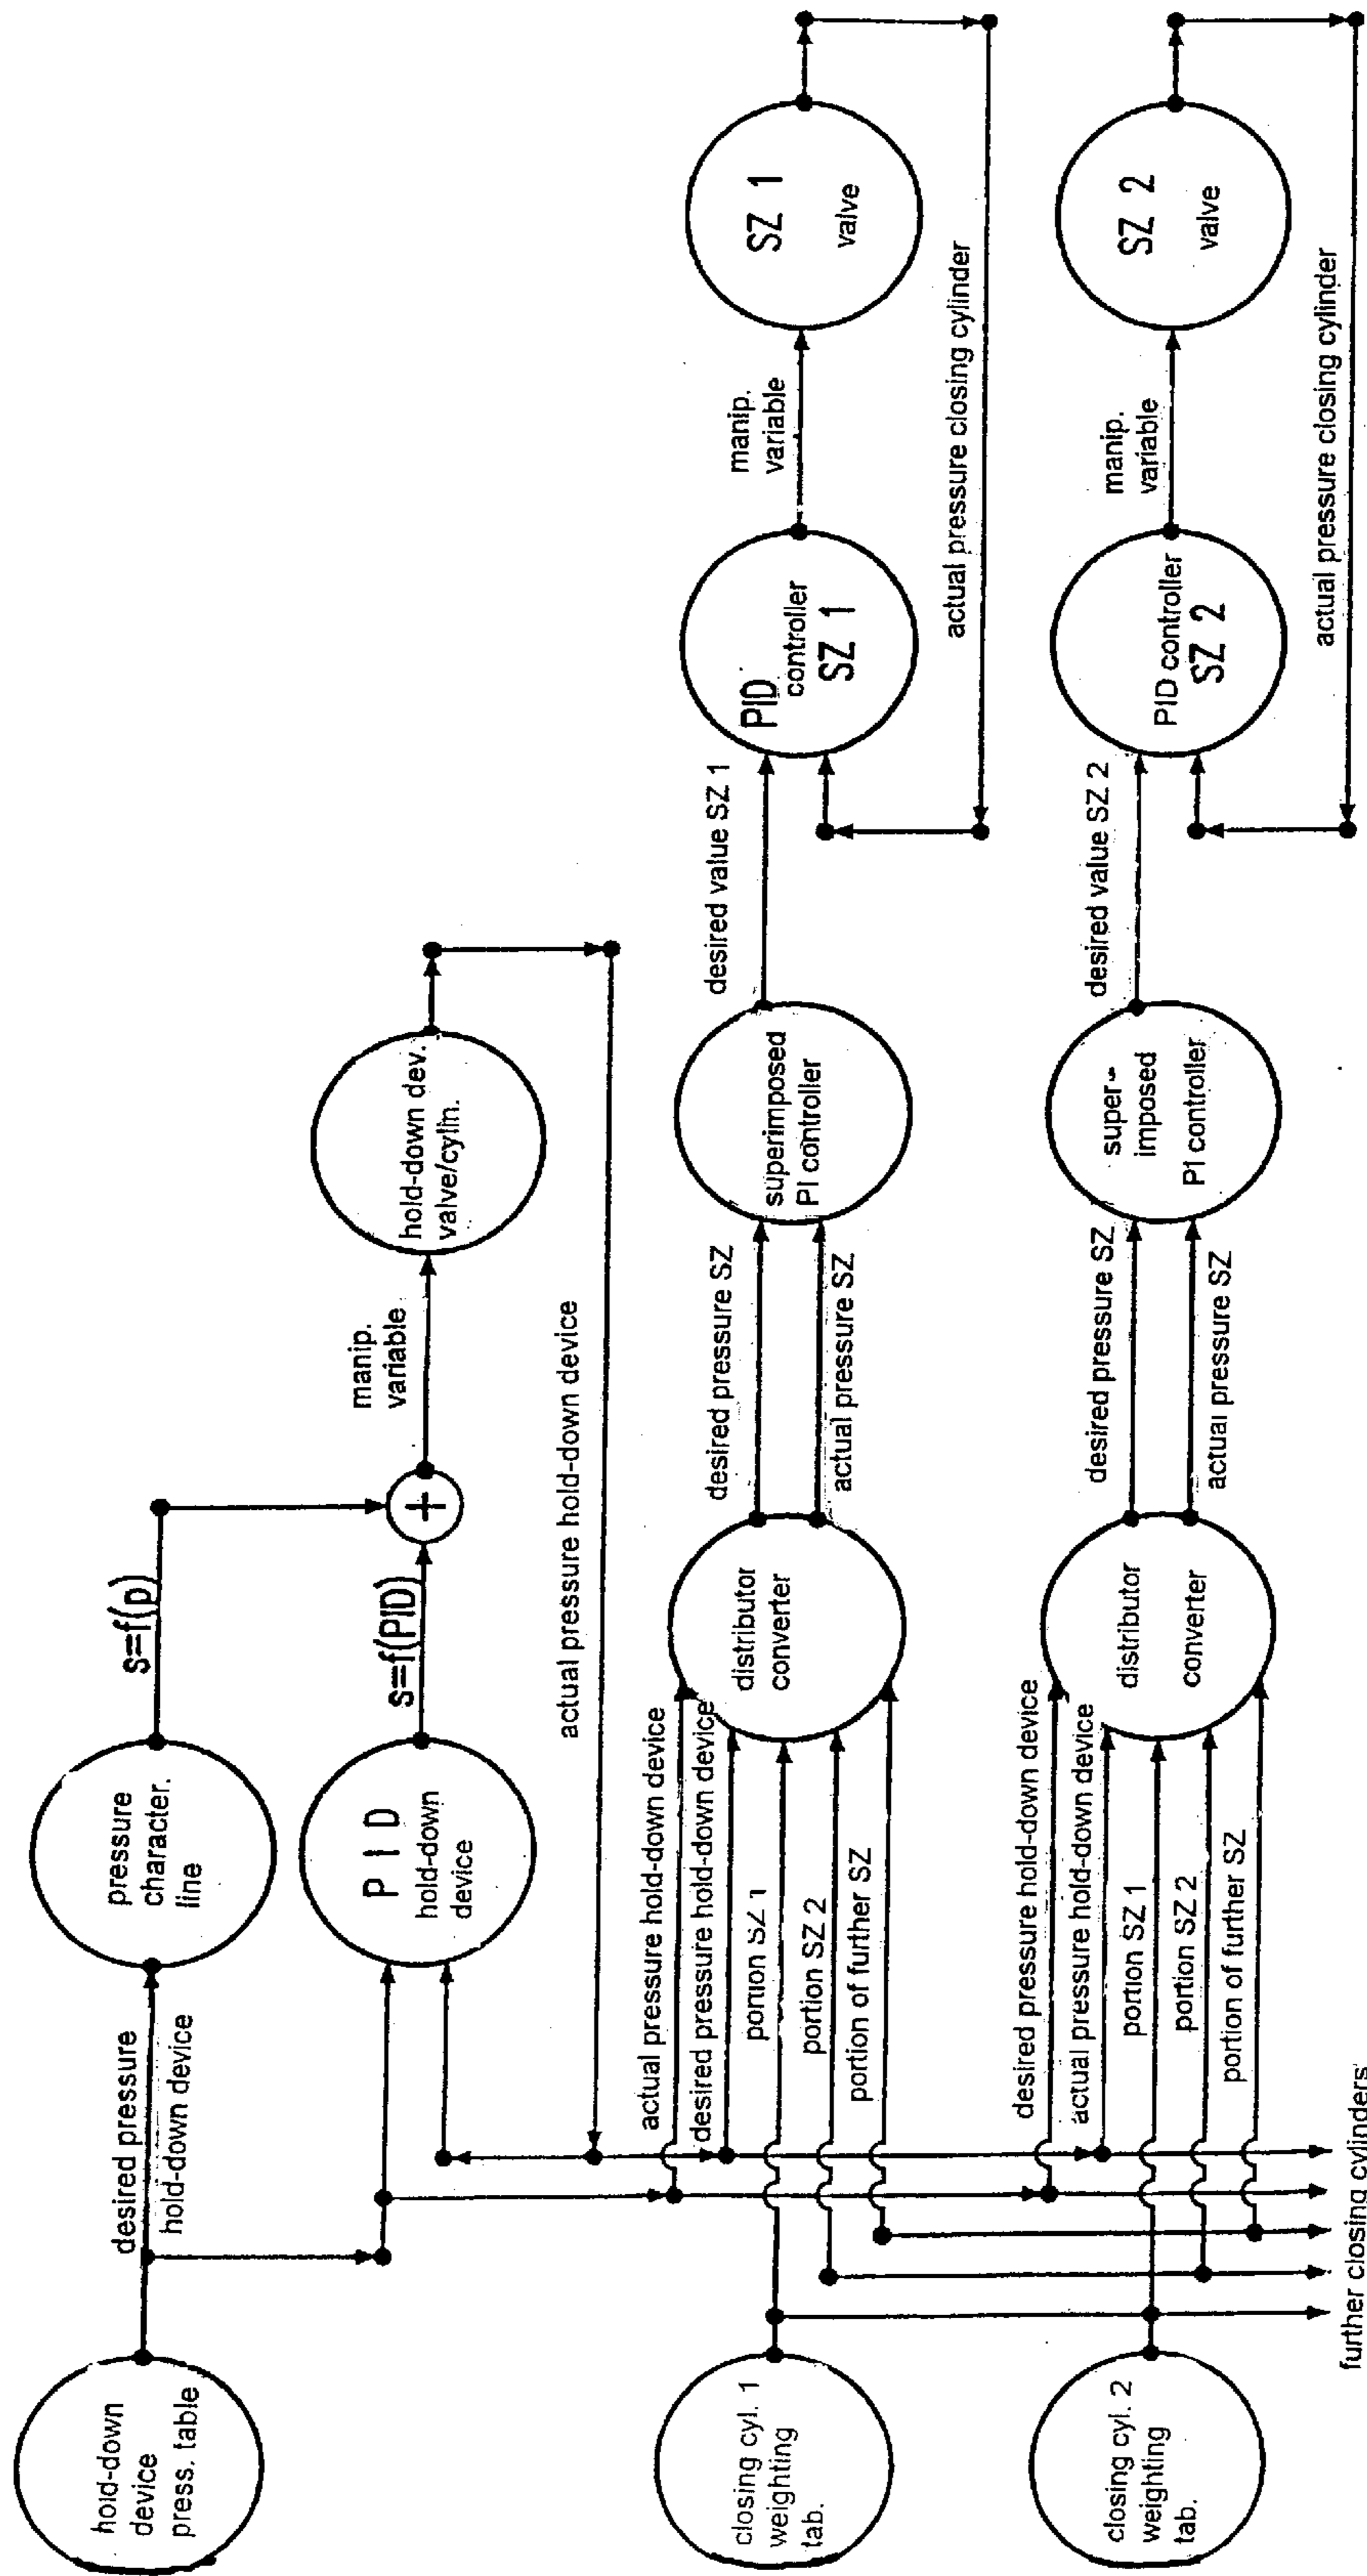 hold-down
device
press. table
desired pressure
hold-down device
pressure
character.
line
s=f(p)
P I D
hold-down
device
s=f(PID)
+
manip.
variable
hold-down dev.
valve/cylin.
actual pressure hold-down device
closing cyl. 1
weighting
tab.
actual pressure hold-down device
desired pressure hold-down device
portion SZ 1
portion SZ 2
portion of further SZ
distributor
converter
desired pressure SZ
actual pressure SZ
superimposed
PI controller
desired value SZ 1
PID
controller
SZ 1
manip.
variable
SZ 1
valve
actual pressure closing cylinder
closing cyl. 2
weighting
tab.
desired pressure hold-down device
actual pressure hold-down device
portion SZ 1
portion SZ 2
portion of further SZ
distributor
converter
desired pressure SZ
actual pressure SZ
super-
imposed
PI controller
desired value SZ 2
PID controller
SZ 2
manip.
variable
SZ 2
valve
actual pressure closing cylinder
further closing cylinders